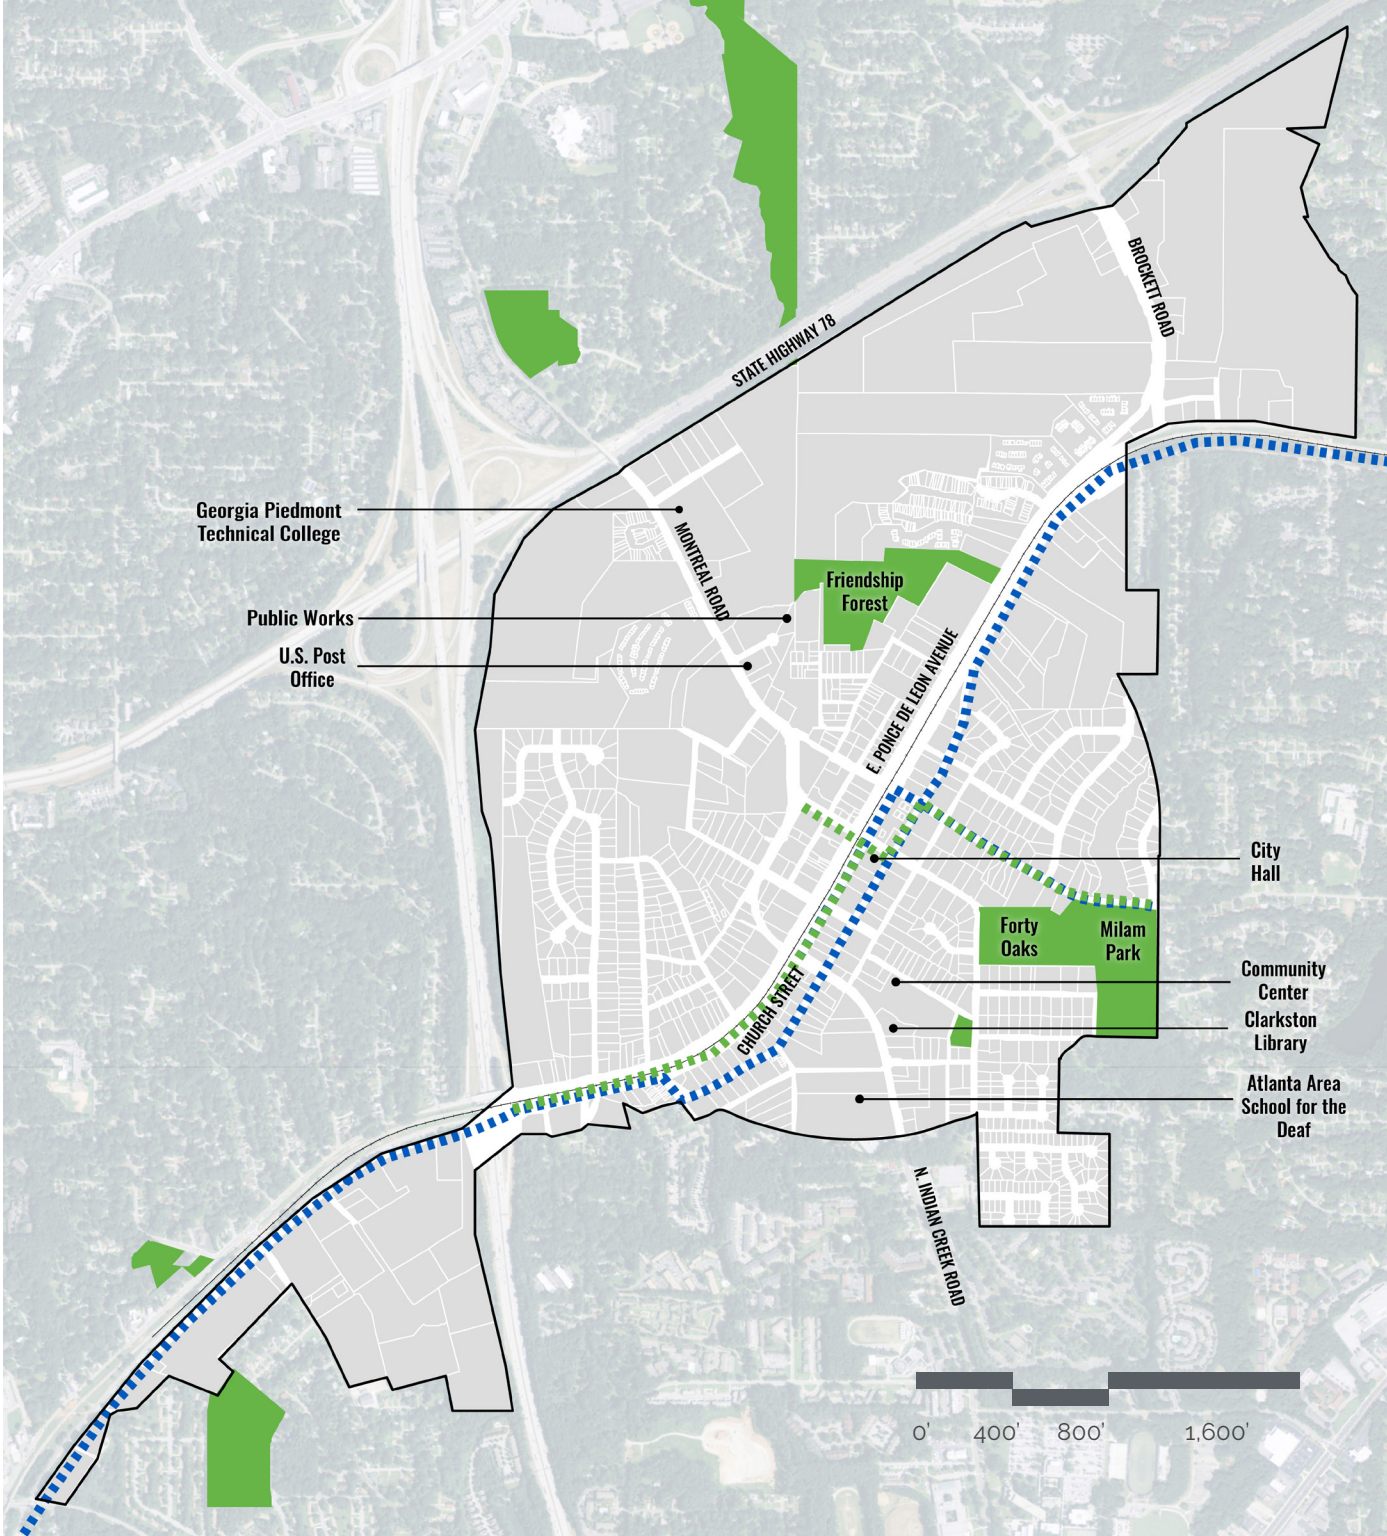 BROCKETT ROAD
STATE HIGHWAY 78
Georgia Piedmont
Technical College
MONTREAL ROAD
Friendship
Forest
Public Works
U.S. Post
Office
E. PONCE DE LEON AVENUE
City
Hall
Forty
Oaks
Milam
Park
CHURCH STREET
Community
Center
Clarkston
Library
Atlanta Area
School for the
Deaf
N. INDIAN CREEK ROAD
0' 400' 800' 1,600'